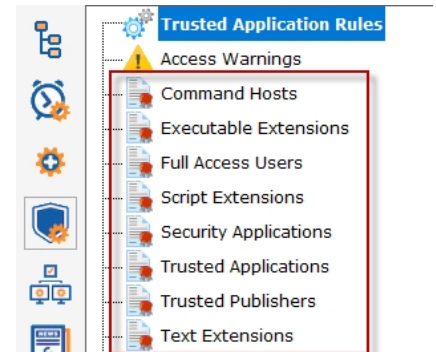 Trusted Application Rules
Access Warnings
Command Hosts
Executable Extensions
Full Access Users
Script Extensions
Security Applications
Trusted Applications
Trusted Publishers
Text Extensions
NEWS